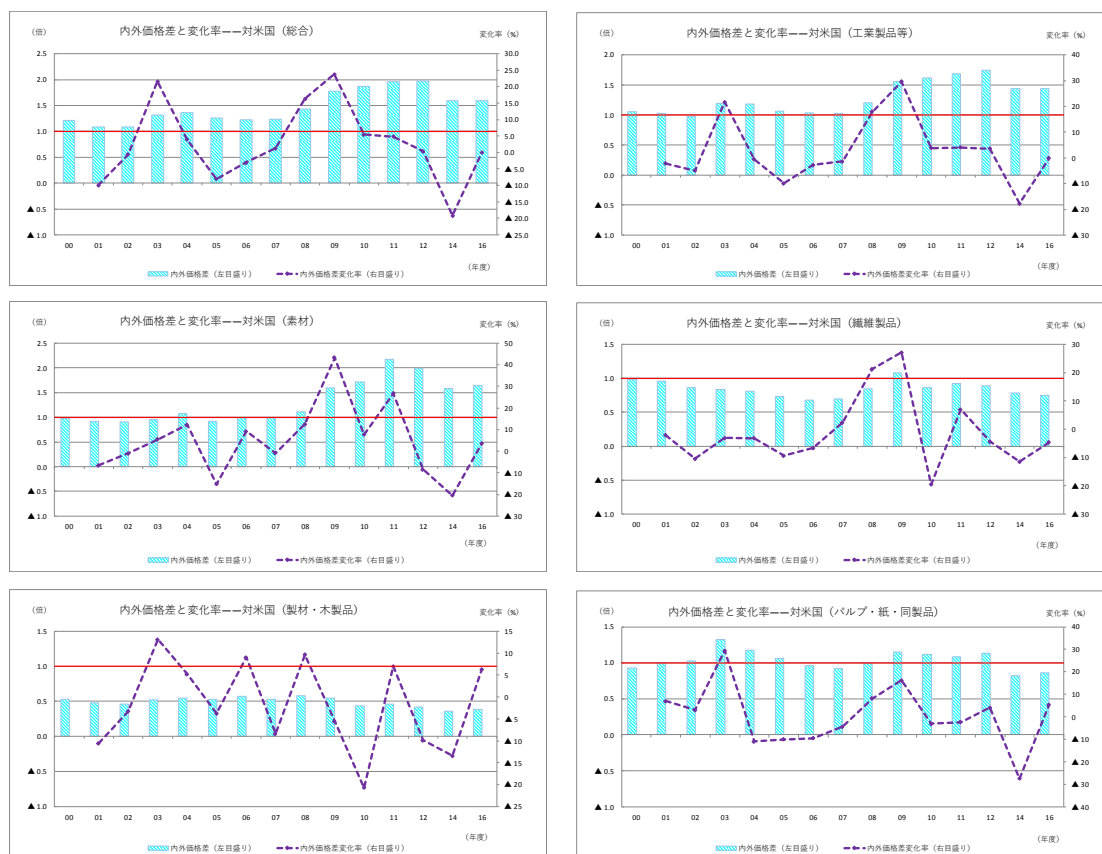 内外価格差と変化率——対米国（総合）
（倍）
変化率（%）
2.5
2.0
1.5
1.0
0.5
0.0
▲ 0.5
▲ 1.0
30.0
25.0
20.0
15.0
10.0
5.0
0.0
▲ 5.0
▲ 10.0
▲ 15.0
▲ 20.0
▲ 25.0
00 01 02 03 04 05 06 07 08 09 10 11 12 14 16
（年度）
内外価格差（左目盛り） 内外価格差変化率（右目盛り）
内外価格差と変化率——対米国（工業製品等）
（倍）
変化率（%）
2.0
1.5
1.0
0.5
0.0
▲ 0.5
▲ 1.0
40
30
20
10
0
▲ 10
▲ 20
▲ 30
00 01 02 03 04 05 06 07 08 09 10 11 12 14 16
（年度）
内外価格差（左目盛り） 内外価格差変化率（右目盛り）
内外価格差と変化率——対米国（素材）
（倍）
変化率（%）
2.5
2.0
1.5
1.0
0.5
0.0
▲ 0.5
▲ 1.0
50
40
30
20
10
0
▲ 10
▲ 20
▲ 30
00 01 02 03 04 05 06 07 08 09 10 11 12 14 16
（年度）
内外価格差（左目盛り） 内外価格差変化率（右目盛り）
内外価格差と変化率——対米国（繊維製品）
（倍）
変化率（%）
1.5
1.0
0.5
0.0
▲ 0.5
▲ 1.0
30
20
10
0
▲ 10
▲ 20
▲ 30
00 01 02 03 04 05 06 07 08 09 10 11 12 14 16
（年度）
内外価格差（左目盛り） 内外価格差変化率（右目盛り）
内外価格差と変化率——対米国（製材・木製品）
（倍）
変化率（%）
1.5
1.0
0.5
0.0
▲ 0.5
▲ 1.0
15
10
5
0
▲ 5
▲ 10
▲ 15
▲ 20
▲ 25
00 01 02 03 04 05 06 07 08 09 10 11 12 14 16
（年度）
内外価格差（左目盛り） 内外価格差変化率（右目盛り）
内外価格差と変化率——対米国（パルプ・紙・同製品）
（倍）
変化率（%）
1.5
1.0
0.5
0.0
▲ 0.5
▲ 1.0
40
30
20
10
0
▲ 10
▲ 20
▲ 30
▲ 40
00 01 02 03 04 05 06 07 08 09 10 11 12 14 16
（年度）
内外価格差（左目盛り） 内外価格差変化率（右目盛り）